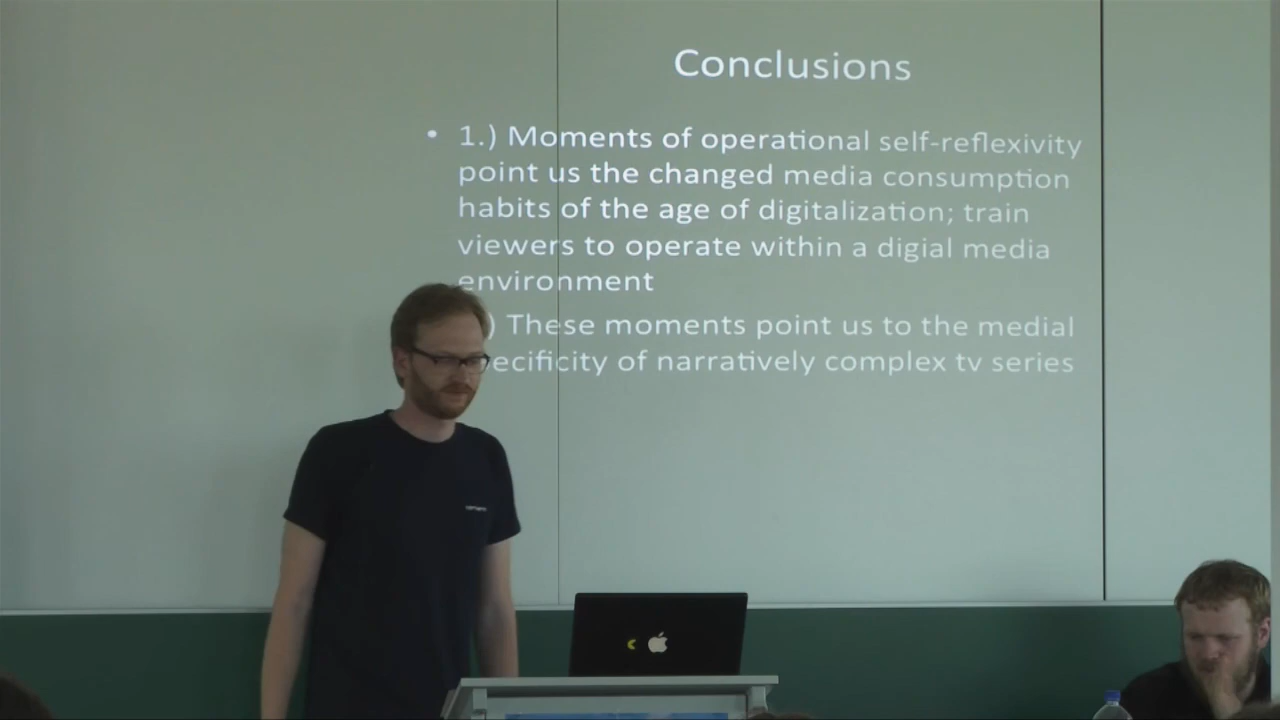 Conclusions
• 1.) Moments of operational self-reflexivity
point us the changed media consumption
habits of the age of digitalization; train
viewers to operate within a digial media
environment
) These moments point us to the medial
ecificity of narratively complex tv series